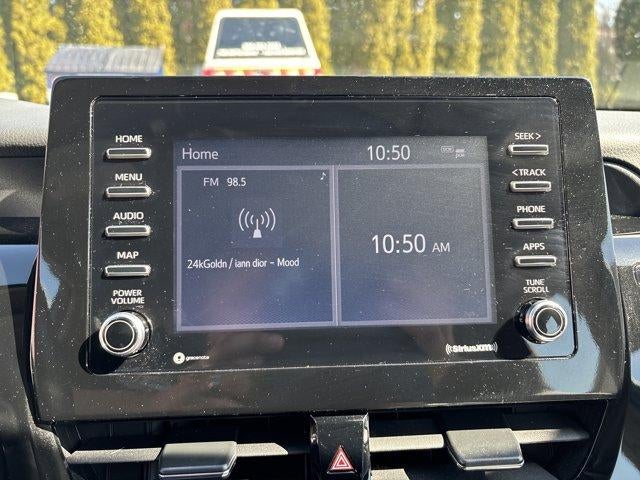 HOME
MENU
AUDIO
MAP
POWER
VOLUME
Home 10:50
FM 98.5
24kGoldn / iann dior - Mood
10:50 AM
SEEK >
< TRACK
PHONE
APPS
TUNE
SCROLL
gracenote
((SiriusXM))